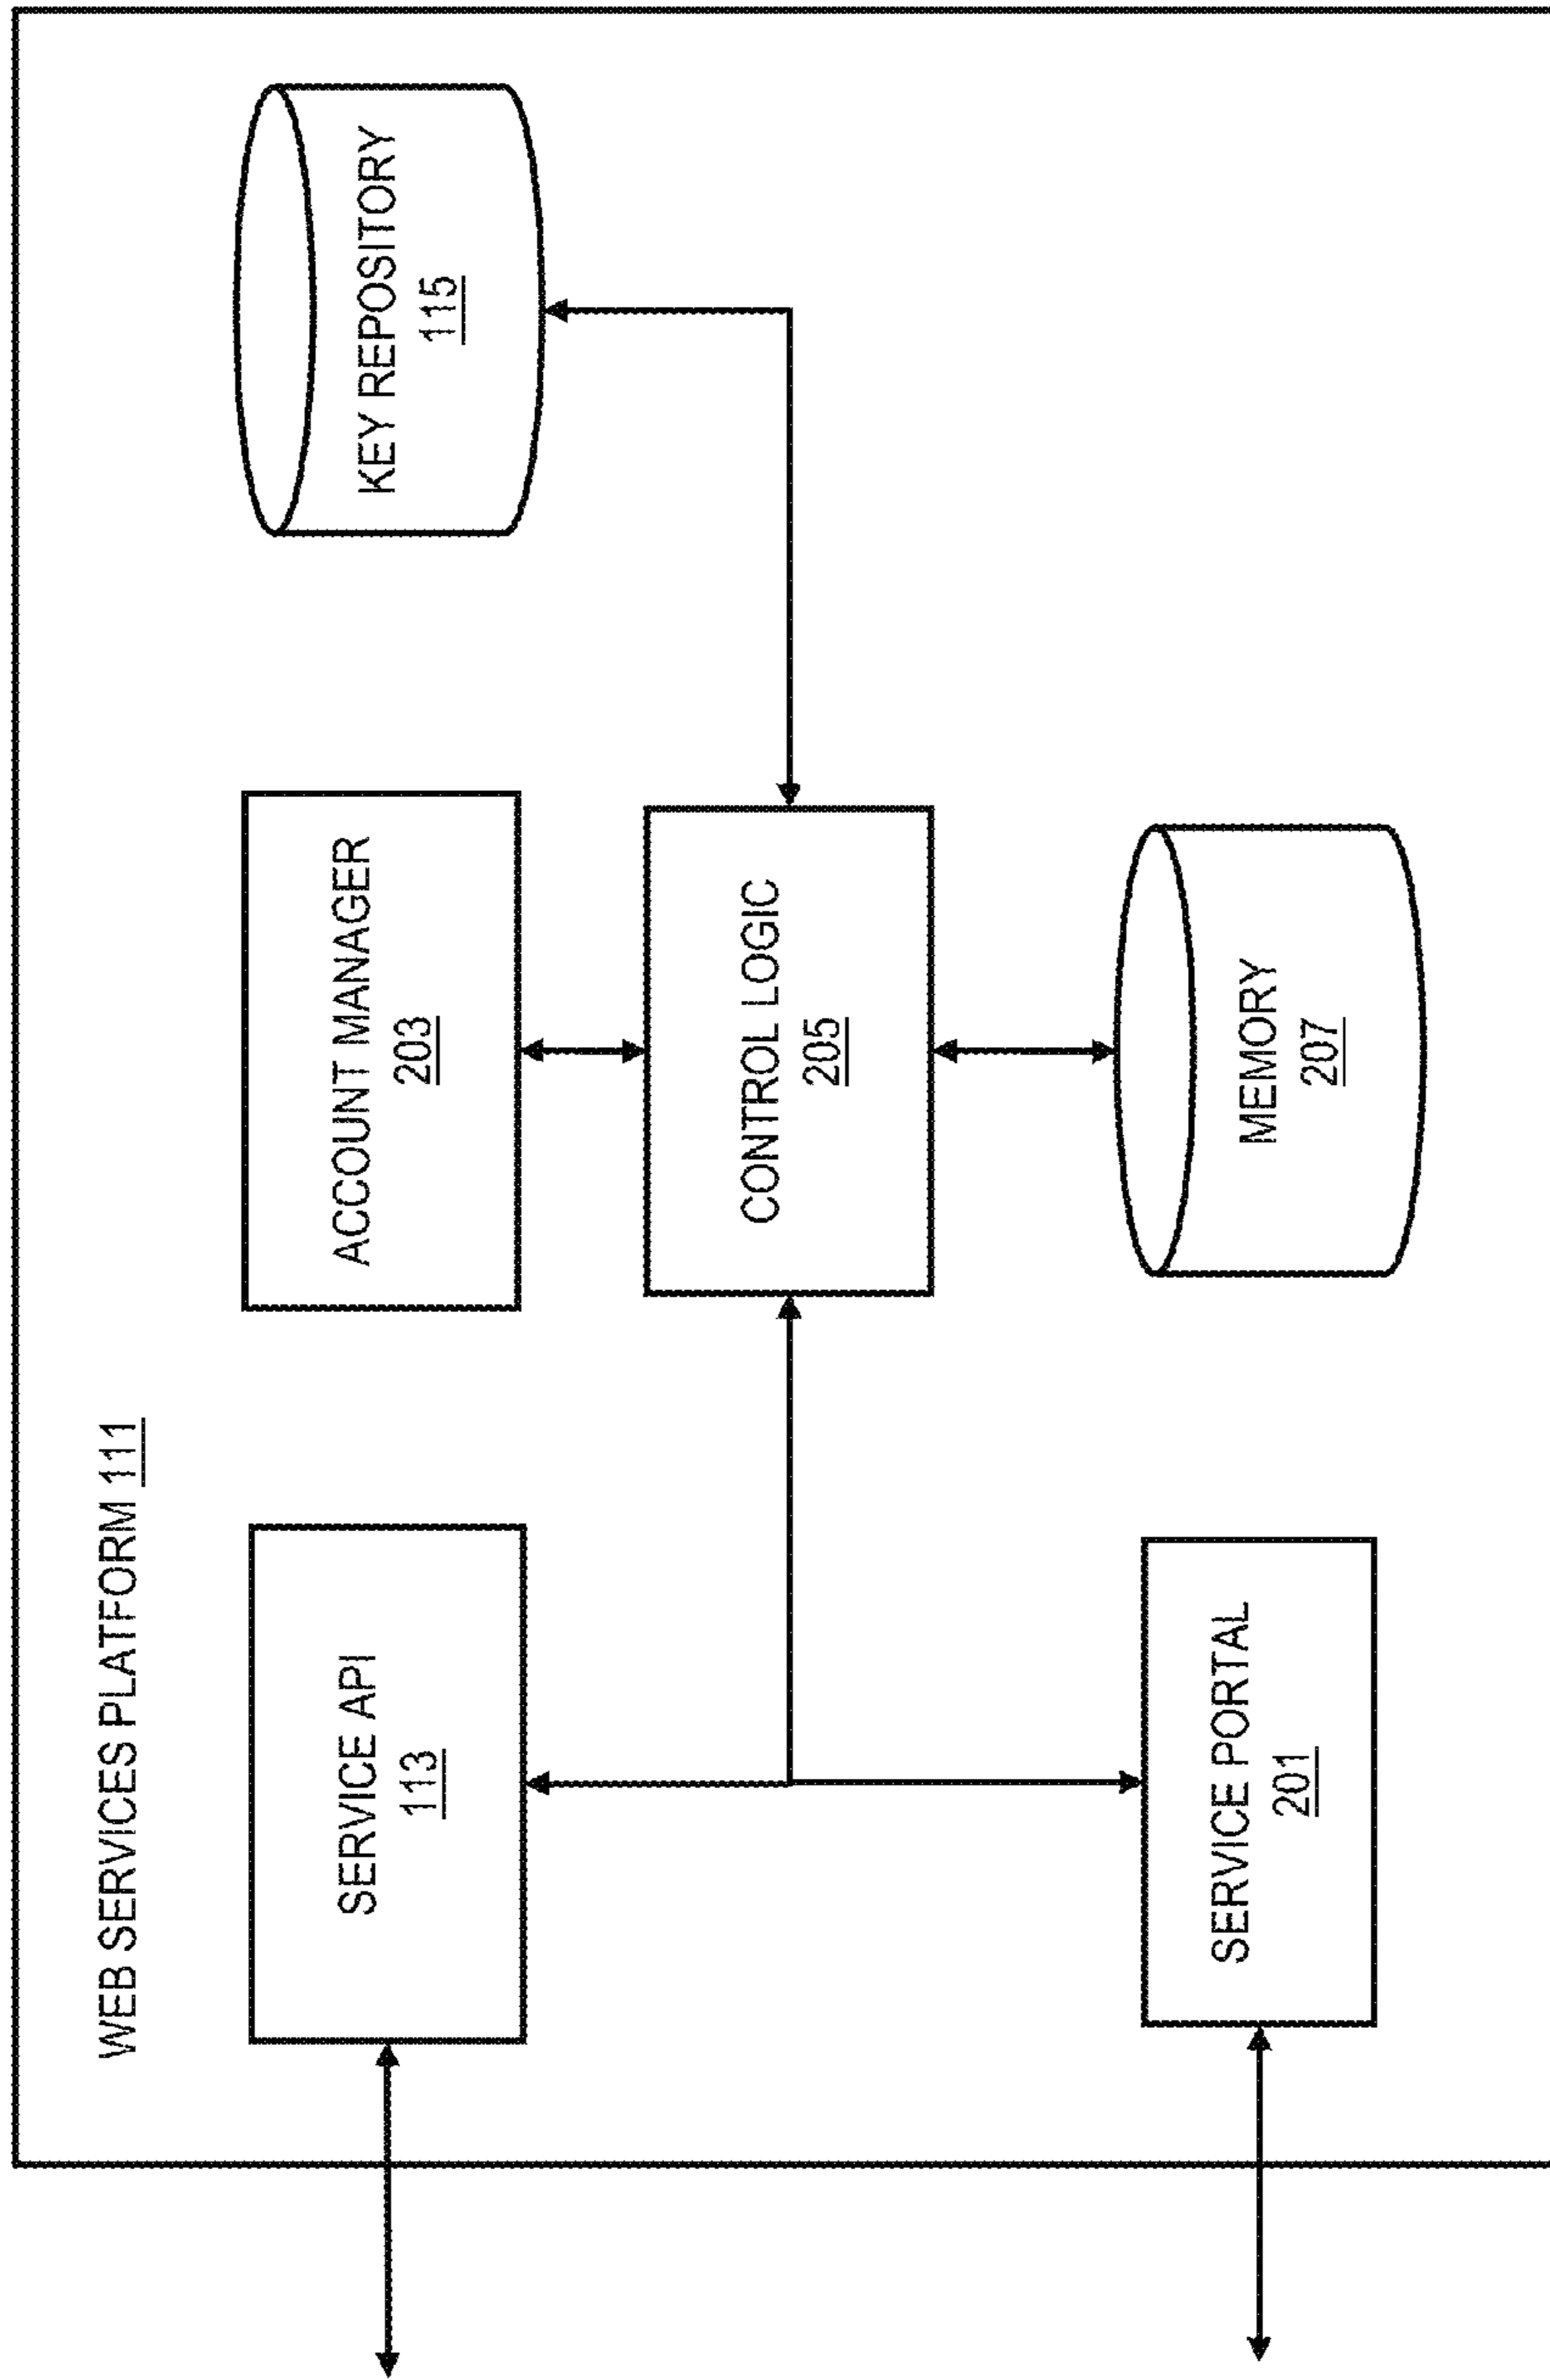 WEB SERVICES PLATFORM 111
SERVICE API
113
ACCOUNT MANAGER
203
KEY REPOSITORY
115
CONTROL LOGIC
205
SERVICE PORTAL
201
MEMORY
207